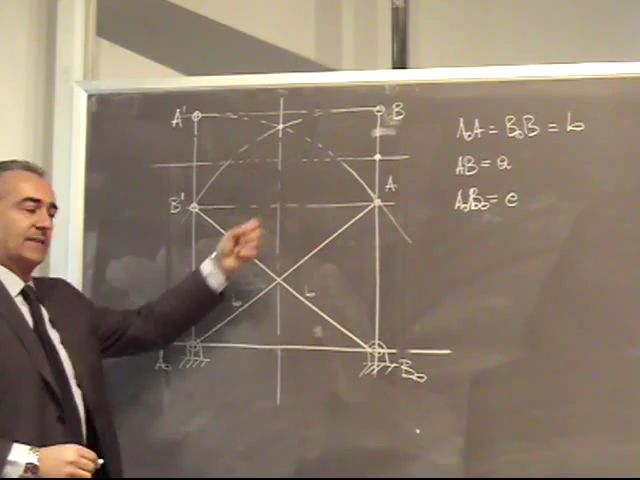 A'
B
B'
A
b
b
A₀
B₀
A₀A = B₀B = b
AB = a
A₀B₀ = c